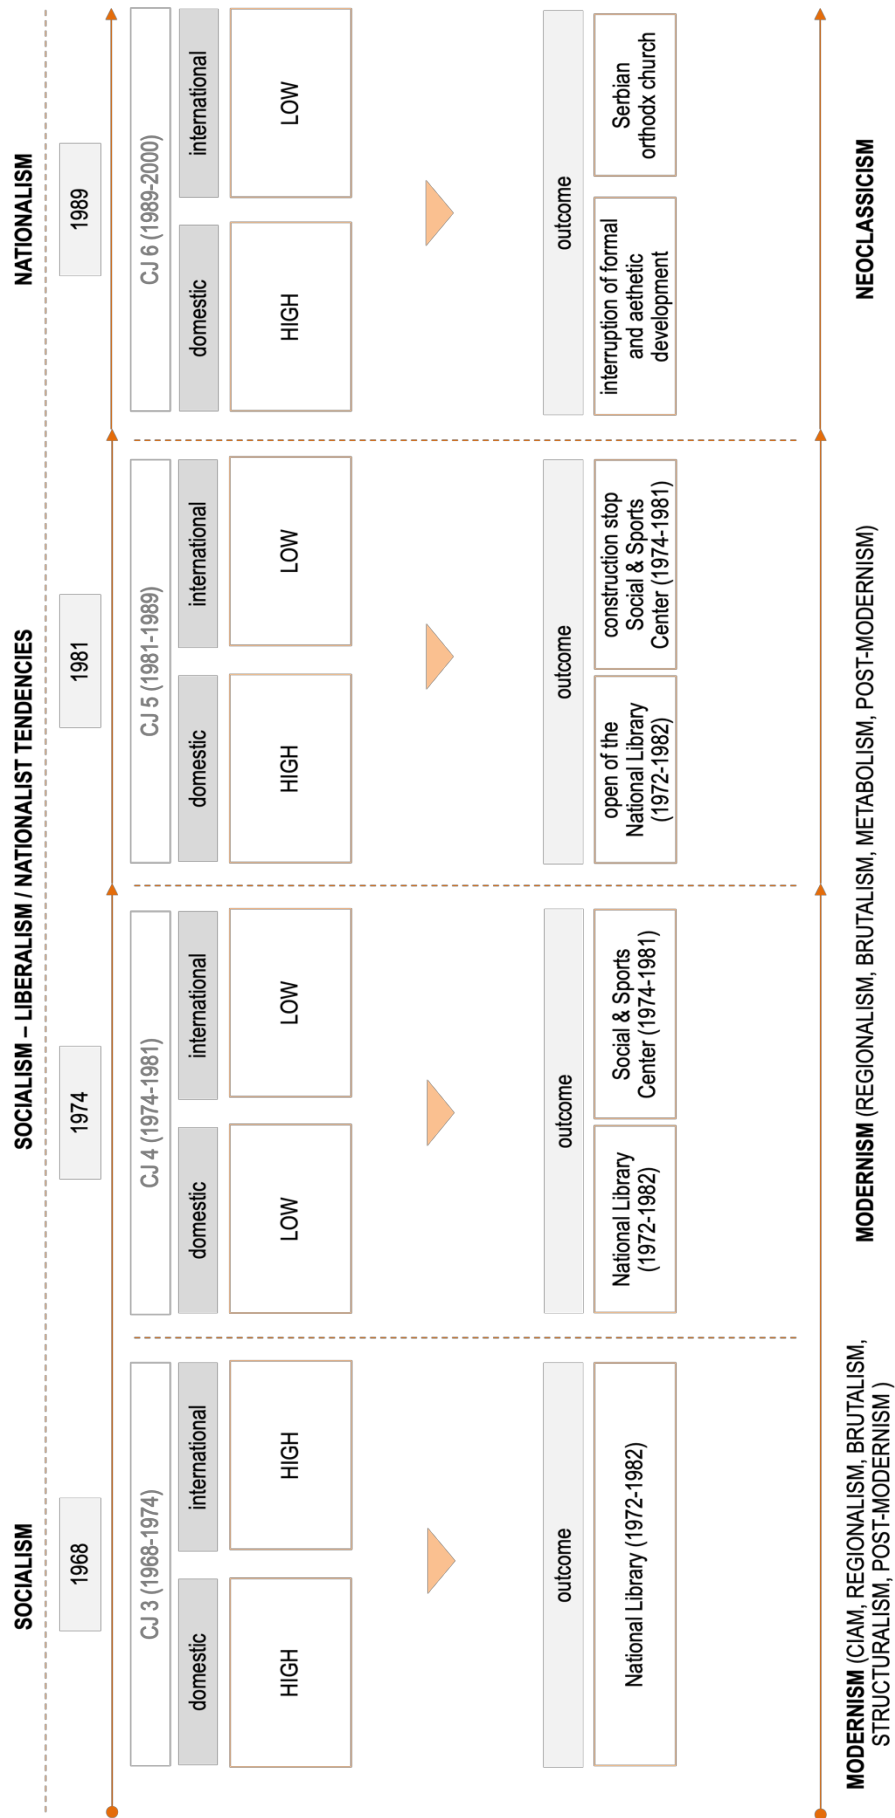 SOCIALISM
SOCIALISM – LIBERALISM / NATIONALIST TENDENCIES
NATIONALISM
1968
1974
1981
1989
CJ 3 (1968-1974)
CJ 4 (1974-1981)
CJ 5 (1981-1989)
CJ 6 (1989-2000)
domestic
international
domestic
international
domestic
international
domestic
international
HIGH
HIGH
LOW
LOW
HIGH
LOW
HIGH
LOW
outcome
outcome
outcome
outcome
National Library (1972-1982)
National Library
(1972-1982)
Social & Sports
Center (1974-1981)
open of the
National Library
(1972-1982)
construction stop
Social & Sports
Center (1974-1981)
interruption of formal
and aethetic
development
Serbian
orthodx church
MODERNISM (CIAM, REGIONALISM, BRUTALISM,
STRUCTURALISM, POST-MODERNISM )
MODERNISM (REGIONALISM, BRUTALISM, METABOLISM, POST-MODERNISM)
NEOCLASSICISM